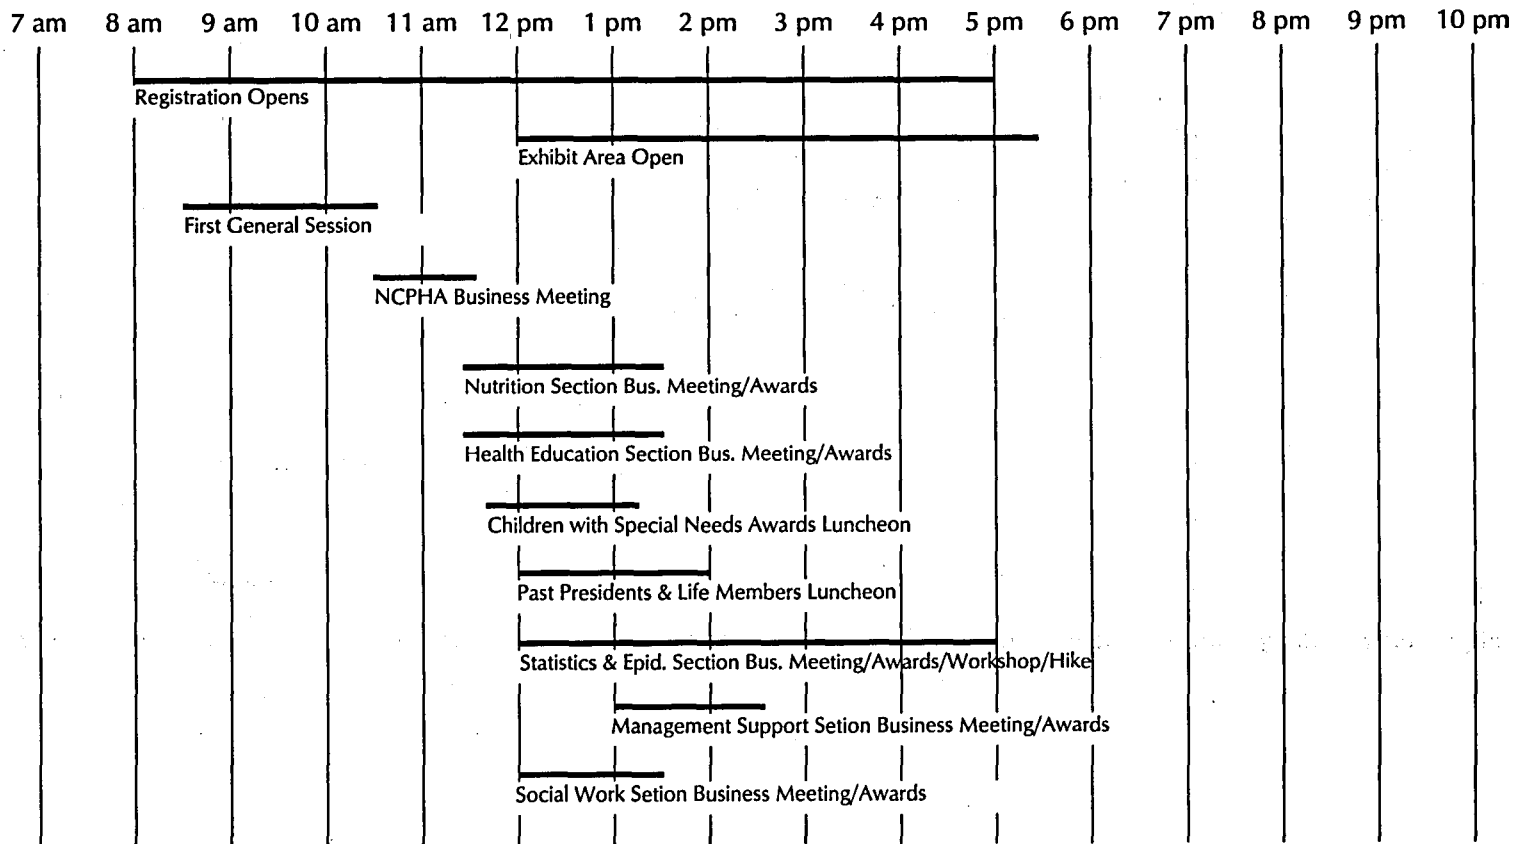 7 am 8 am 9 am 10 am 11 am 12 pm 1 pm 2 pm 3 pm 4 pm 5 pm 6 pm 7 pm 8 pm 9 pm 10 pm
Registration Opens
Exhibit Area Open
First General Session
NCPHA Business Meeting
Nutrition Section Bus. Meeting/Awards
Health Education Section Bus. Meeting/Awards
Children with Special Needs Awards Luncheon
Past Presidents & Life Members Luncheon
Statistics & Epid. Section Bus. Meeting/Awards/Workshop/Hike
Management Support Setion Business Meeting/Awards
Social Work Setion Business Meeting/Awards